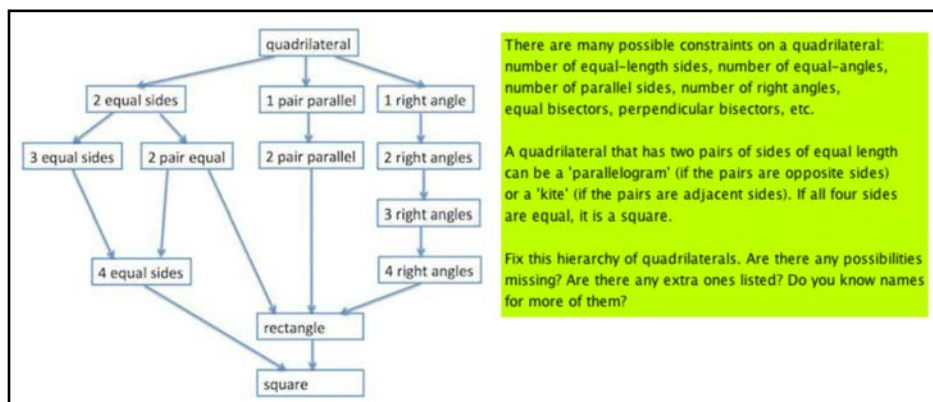 quadrilateral
2 equal sides
1 pair parallel
1 right angle
3 equal sides
2 pair equal
2 pair parallel
2 right angles
3 right angles
4 equal sides
4 right angles
rectangle
square
There are many possible constraints on a quadrilateral:
number of equal-length sides, number of equal-angles,
number of parallel sides, number of right angles,
equal bisectors, perpendicular bisectors, etc.
A quadrilateral that has two pairs of sides of equal length
can be a 'parallelogram' (if the pairs are opposite sides)
or a 'kite' (if the pairs are adjacent sides). If all four sides
are equal, it is a square.
Fix this hierarchy of quadrilaterals. Are there any possibilities
missing? Are there any extra ones listed? Do you know names
for more of them?